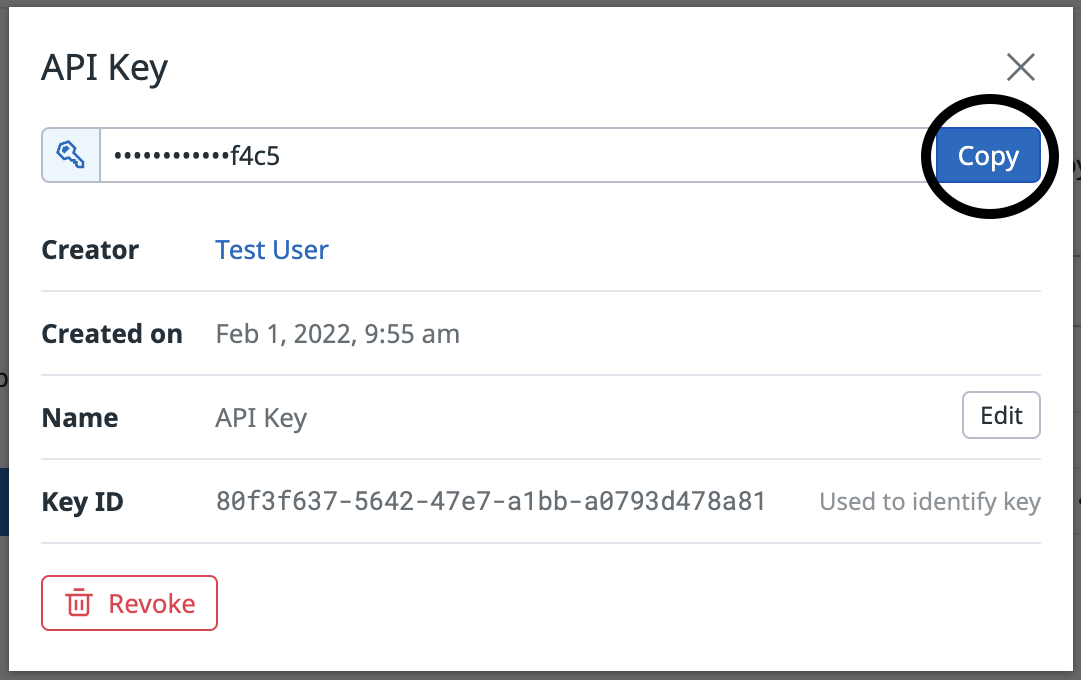 API Key
••••••••••••f4c5 Copy
Creator Test User
Created on Feb 1, 2022, 9:55 am
Name API Key Edit
Key ID 80f3f637-5642-47e7-a1bb-a0793d478a81 Used to identify key
Revoke